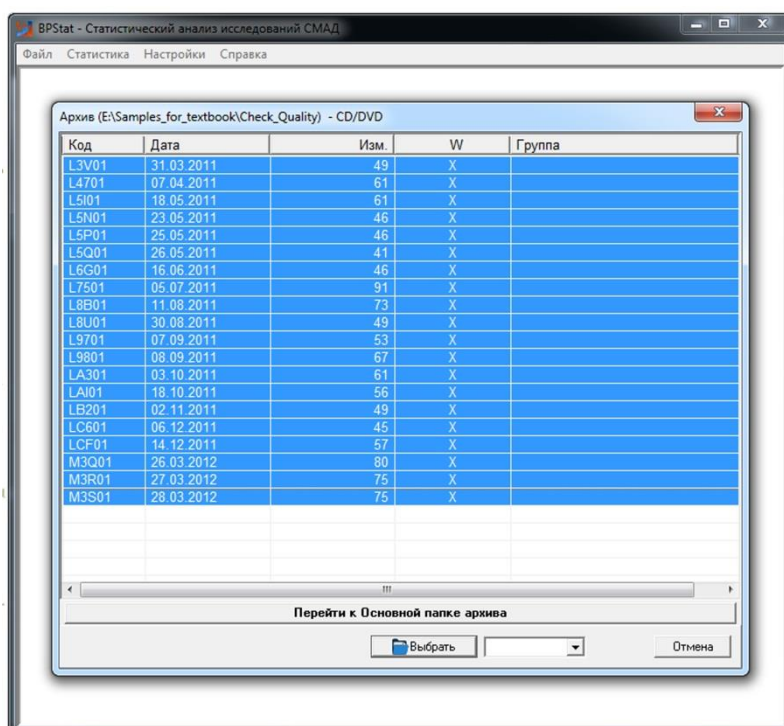 BPStat - Статистический анализ исследований СМАД
Файл Статистика Настройки Справка
Архив (E:\Samples_for_textbook\Check_Quality) - CD/DVD
Код Дата Изм. W Группа
L3V01 31.03.2011 49 X
L4701 07.04.2011 61 X
L5I01 18.05.2011 61 X
L5N01 23.05.2011 46 X
L5P01 25.05.2011 46 X
L5Q01 26.05.2011 41 X
L6G01 16.06.2011 46 X
L7501 05.07.2011 91 X
L8B01 11.08.2011 73 X
L8U01 30.08.2011 49 X
L9701 07.09.2011 53 X
L9801 08.09.2011 67 X
LA301 03.10.2011 61 X
LAI01 18.10.2011 56 X
LB201 02.11.2011 49 X
LC601 06.12.2011 45 X
LCF01 14.12.2011 57 X
M3Q01 26.03.2012 80 X
M3R01 27.03.2012 75 X
M3S01 28.03.2012 75 X
Перейти к Основной папке архива
Выбрать Отмена